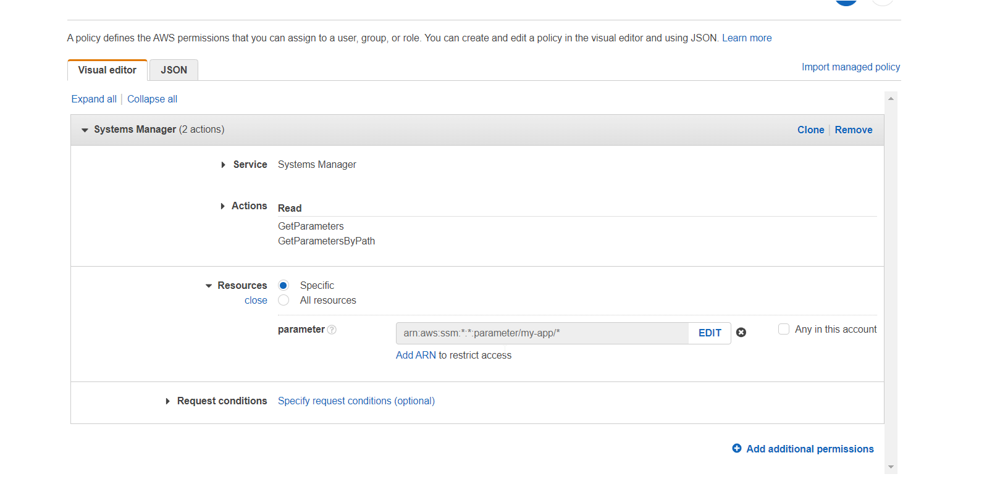 A policy defines the AWS permissions that you can assign to a user, group, or role. You can create and edit a policy in the visual editor and using JSON. Learn more
Visual editor JSON
Import managed policy
Expand all Collapse all
Systems Manager (2 actions)
Clone Remove
Service Systems Manager
Actions Read
GetParameters
GetParametersByPath
Resources Specific
close All resources
parameter ? arn:aws:ssm:*:*:parameter/my-app/* EDIT Any in this account
Add ARN to restrict access
Request conditions Specify request conditions (optional)
Add additional permissions